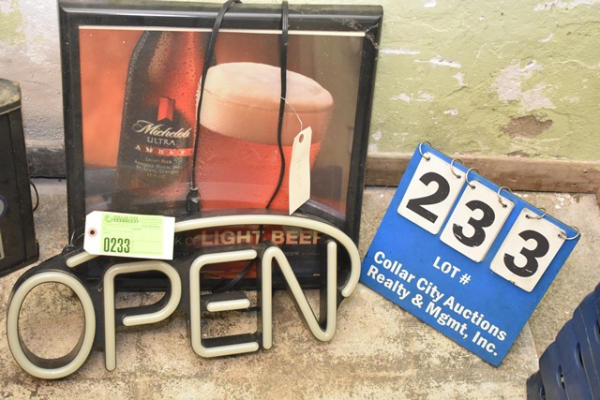 Michelob
ULTRA
AMBER
LIGHT BEER
0233
OPEN
233
LOT #
Collar City Auctions
Realty & Mgmt, Inc.